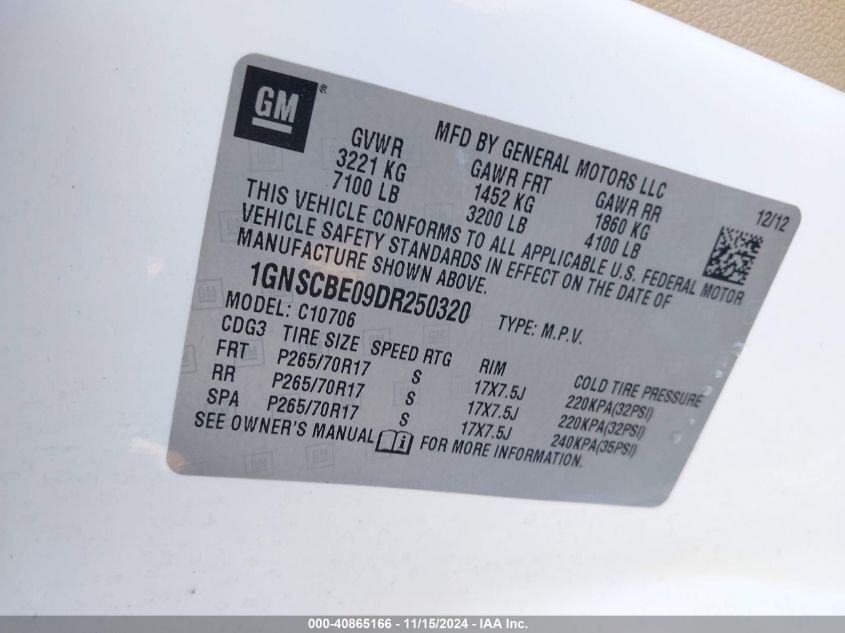 GM ®
MFD BY GENERAL MOTORS LLC
12/12
GVWR GAWR FRT GAWR RR
3221 KG 1452 KG 1860 KG
7100 LB 3200 LB 4100 LB
THIS VEHICLE CONFORMS TO ALL APPLICABLE U.S. FEDERAL MOTOR
VEHICLE SAFETY STANDARDS IN EFFECT ON THE DATE OF
MANUFACTURE SHOWN ABOVE.
1GNSCBE09DR250320 TYPE: M.P.V.
MODEL: C10706
CDG3 TIRE SIZE SPEED RTG RIM COLD TIRE PRESSURE
FRT P265/70R17 S 17X7.5J 220KPA(32PSI)
RR P265/70R17 S 17X7.5J 220KPA(32PSI)
SPA P265/70R17 S 17X7.5J 240KPA(35PSI)
SEE OWNER'S MANUAL i FOR MORE INFORMATION.
000-40865166 - 11/15/2024 - IAA Inc.